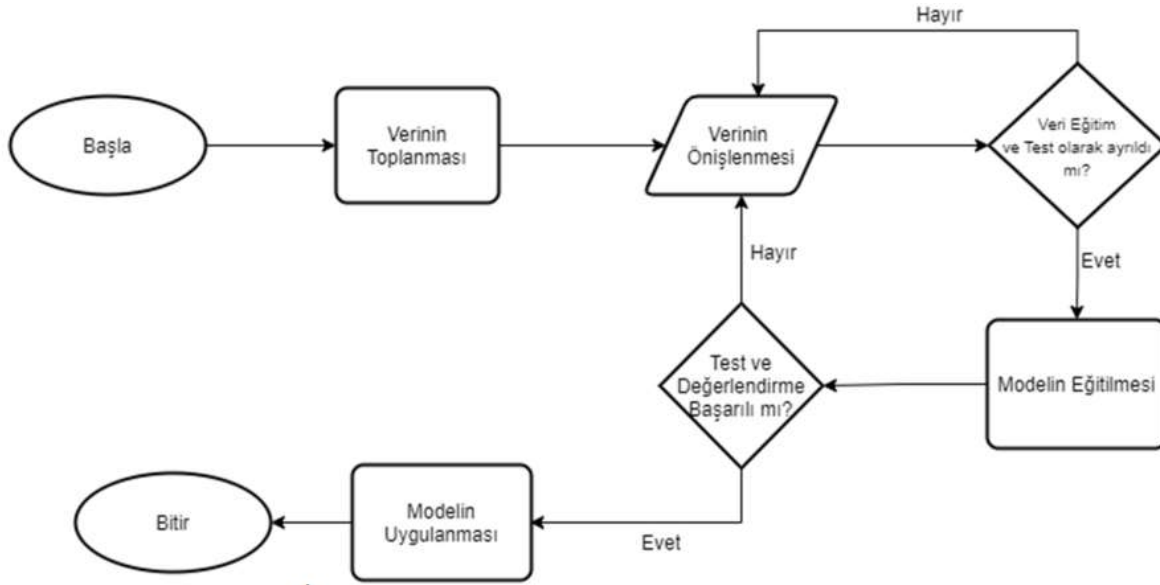 Hayır
Başla
Verinin
Toplanması
Verinin
Önişlenmesi
Veri Eğitim
ve Test olarak ayrıldı
mı?
Hayır
Evet
Test ve
Değerlendirme
Başarılı mı?
Modelin Eğitilmesi
Bitir
Modelin
Uygulanması
Evet